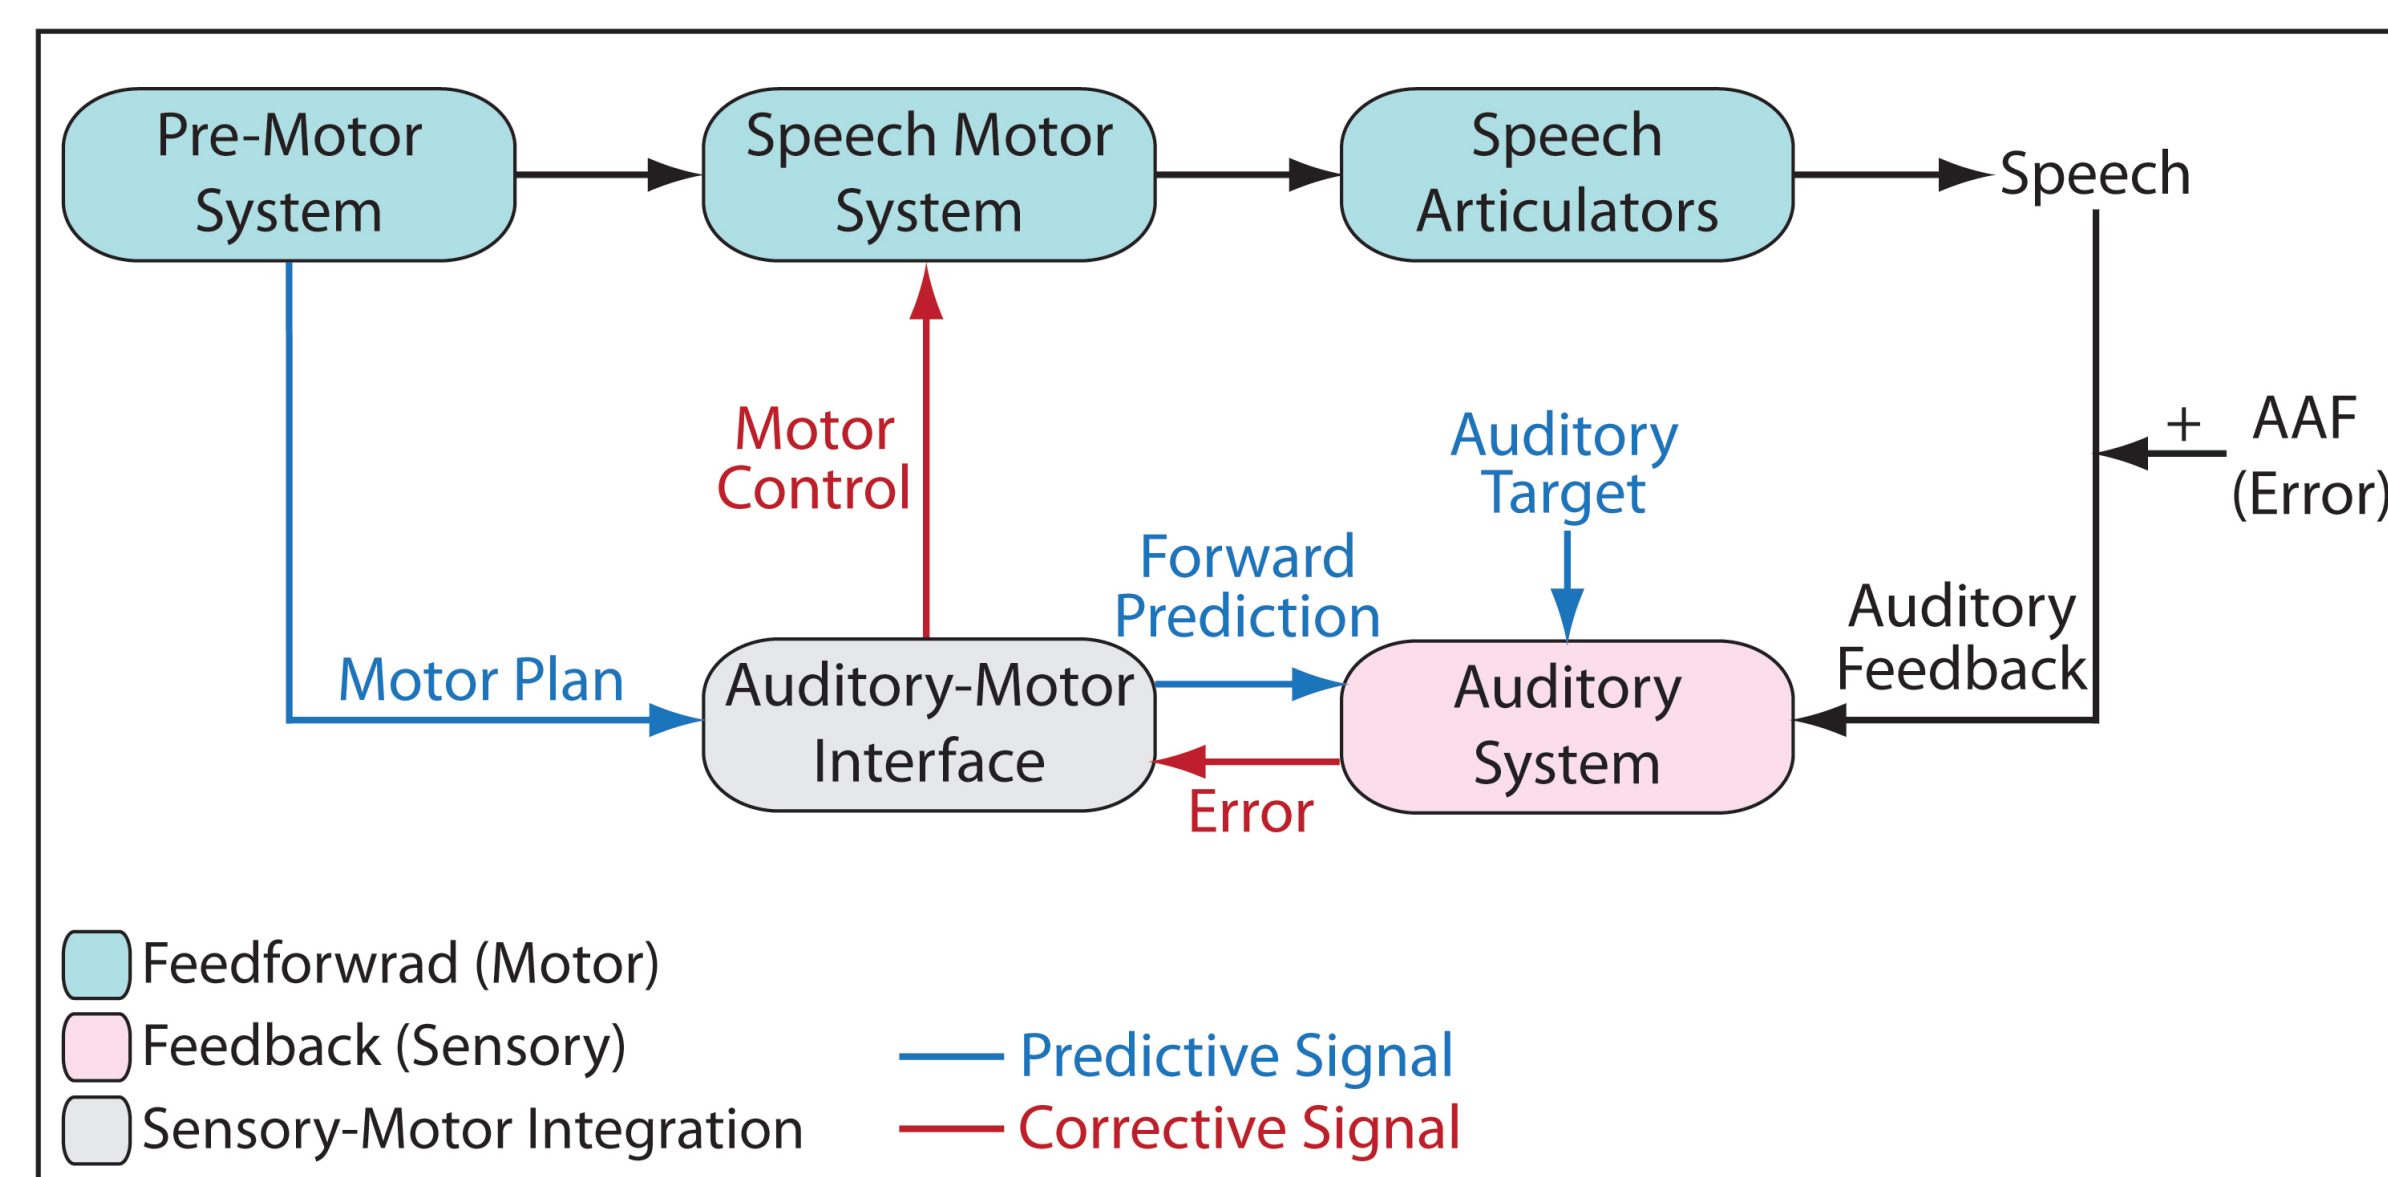 Pre-Motor
System
Speech Motor
System
Speech
Articulators
Speech
Motor
Control
Auditory
Target
+
AAF
(Error)
Forward
Prediction
Auditory
Feedback
Motor Plan
Auditory-Motor
Interface
Auditory
System
Error
Feedforwrad (Motor)
Feedback (Sensory)
Sensory-Motor Integration
Predictive Signal
Corrective Signal